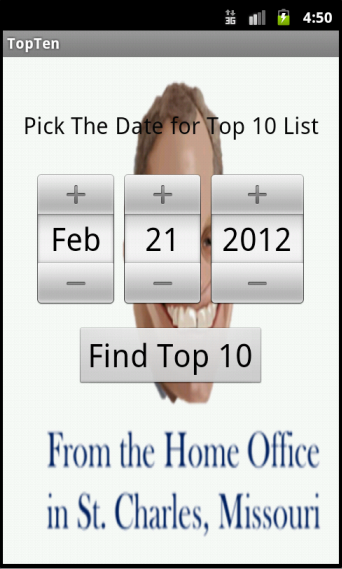 3G 4:50
TopTen
Pick The Date for Top 10 List
+ + +
Feb 21 2012
− − −
Find Top 10
From the Home Office
in St. Charles, Missouri